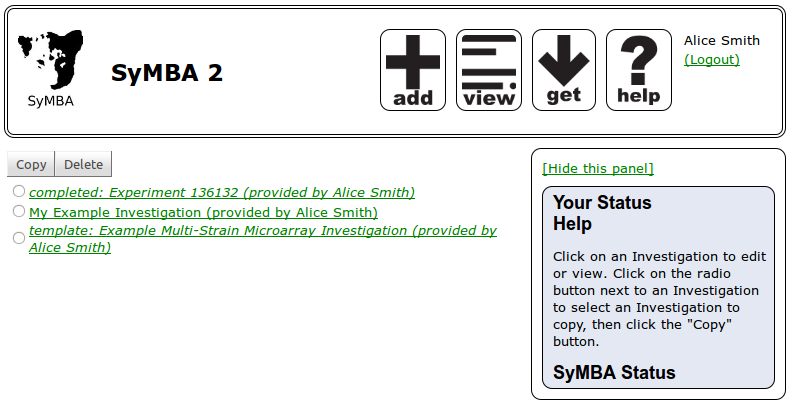 SyMBA
SyMBA 2
add
view
get
help
Alice Smith
(Logout)
Copy
Delete
completed: Experiment 136132 (provided by Alice Smith)
My Example Investigation (provided by Alice Smith)
template: Example Multi-Strain Microarray Investigation (provided by
Alice Smith)
[Hide this panel]
Your Status
Help
Click on an Investigation to edit
or view. Click on the radio
button next to an Investigation
to select an Investigation to
copy, then click the "Copy"
button.
SyMBA Status